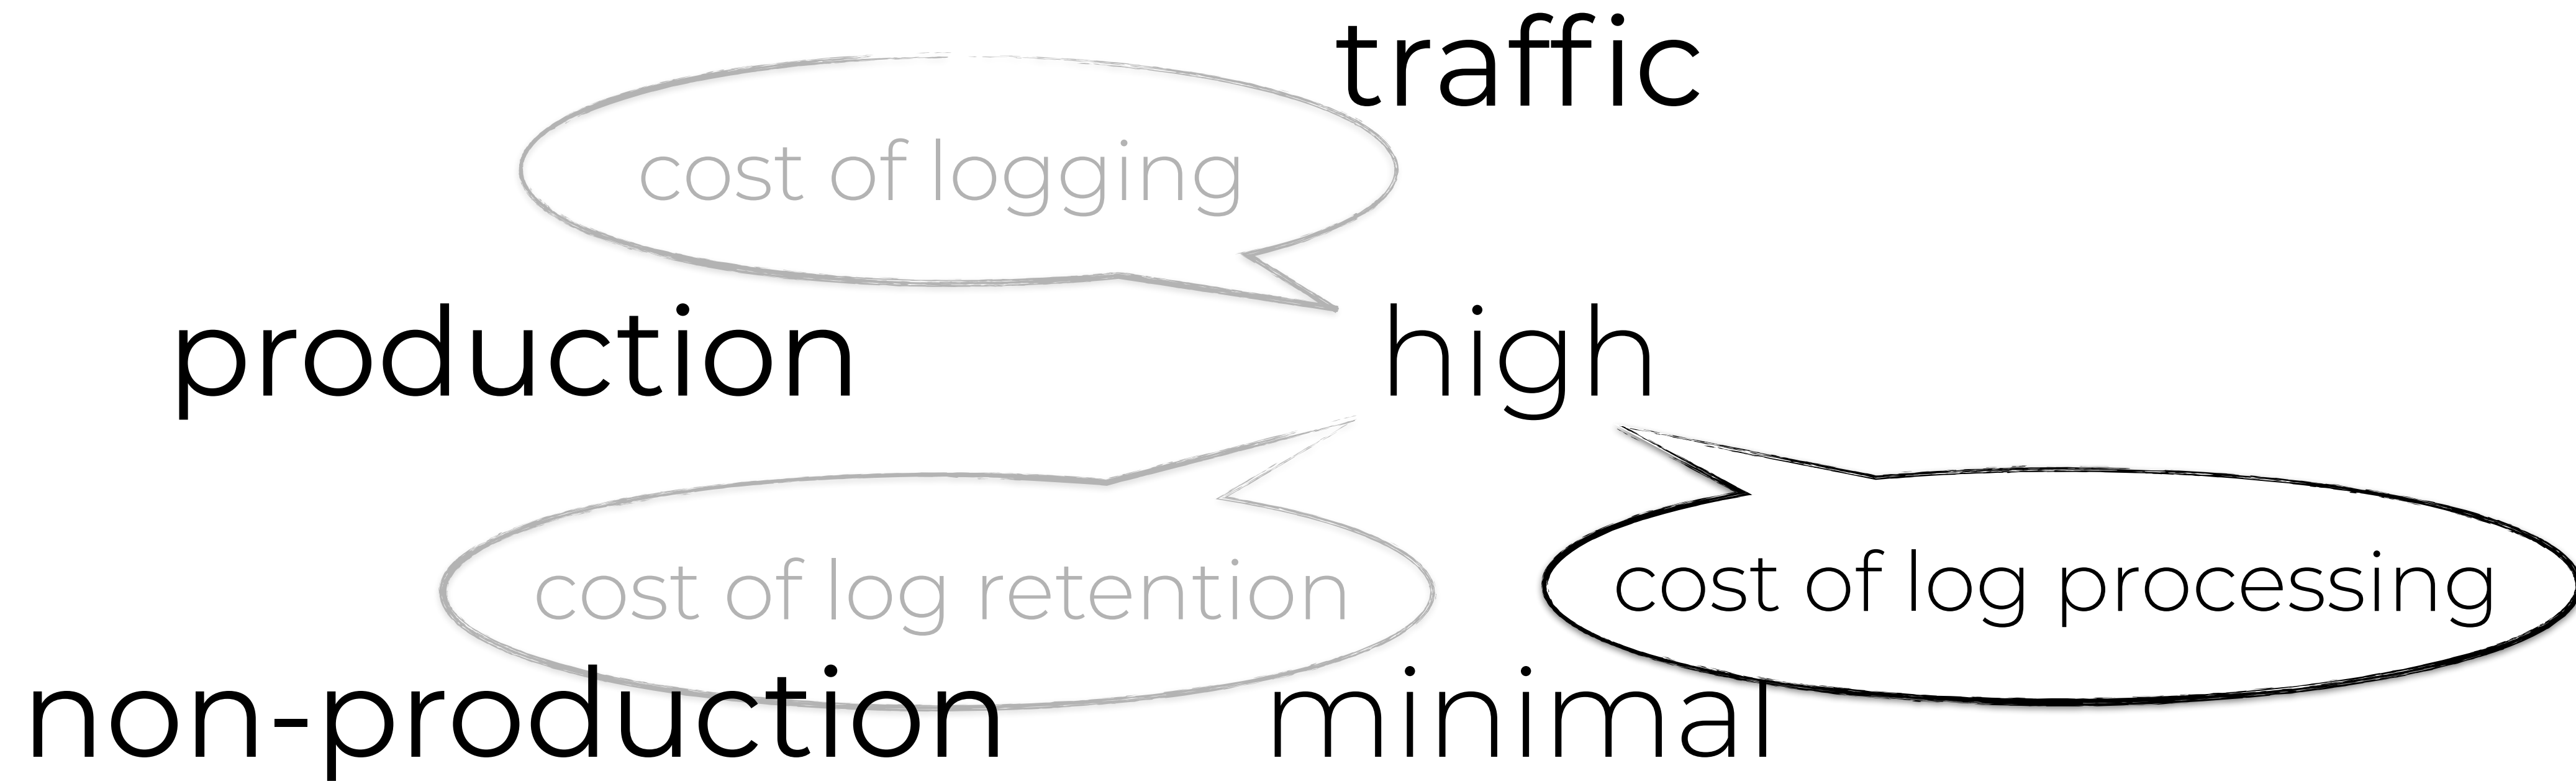 traffic
cost of logging
production
high
cost of log retention
cost of log processing
non-production
minimal